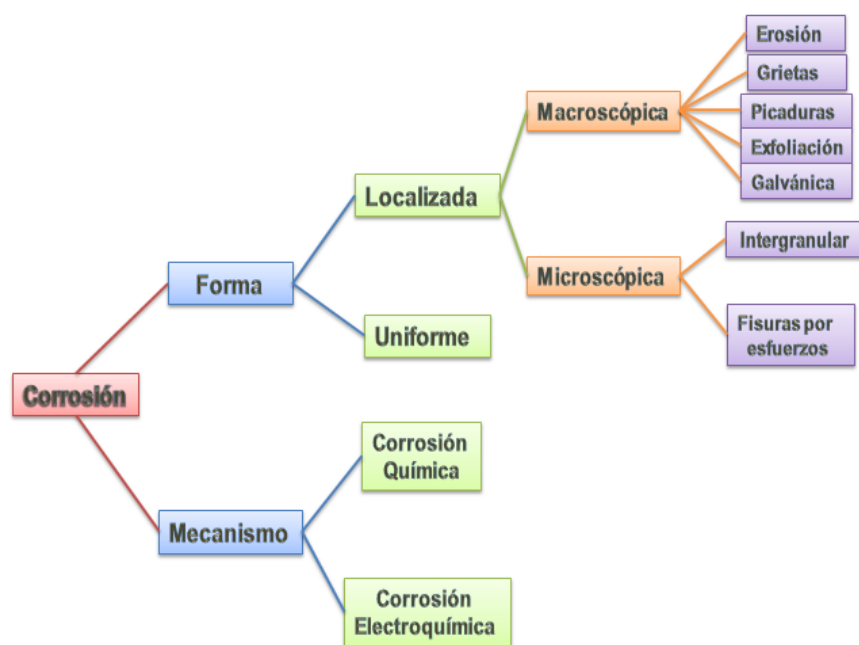 Erosión
Grietas
Macroscópica
Picaduras
Exfoliación
Galvánica
Localizada
Intergranular
Microscópica
Forma
Fisuras por
esfuerzos
Uniforme
Corrosión
Corrosión
Química
Mecanismo
Corrosión
Electroquímica